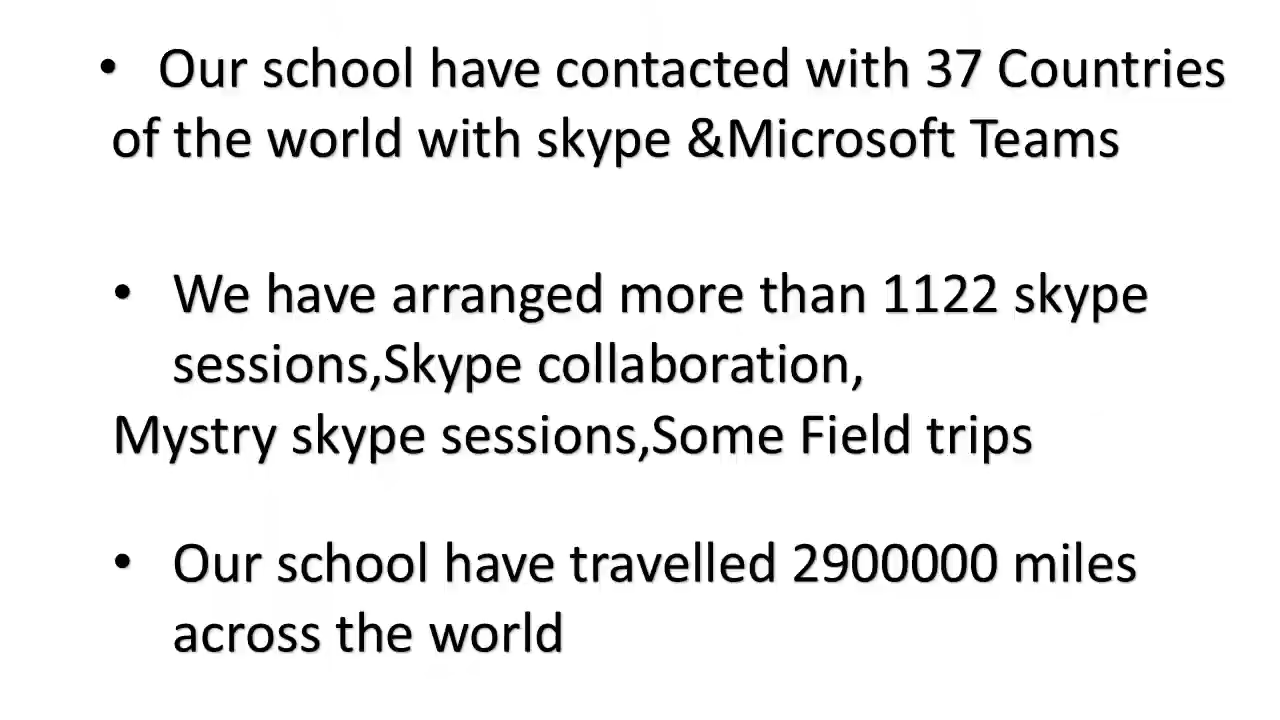 • Our school have contacted with 37 Countries
of the world with skype &Microsoft Teams
• We have arranged more than 1122 skype
sessions,Skype collaboration,
Mystry skype sessions,Some Field trips
• Our school have travelled 2900000 miles
across the world